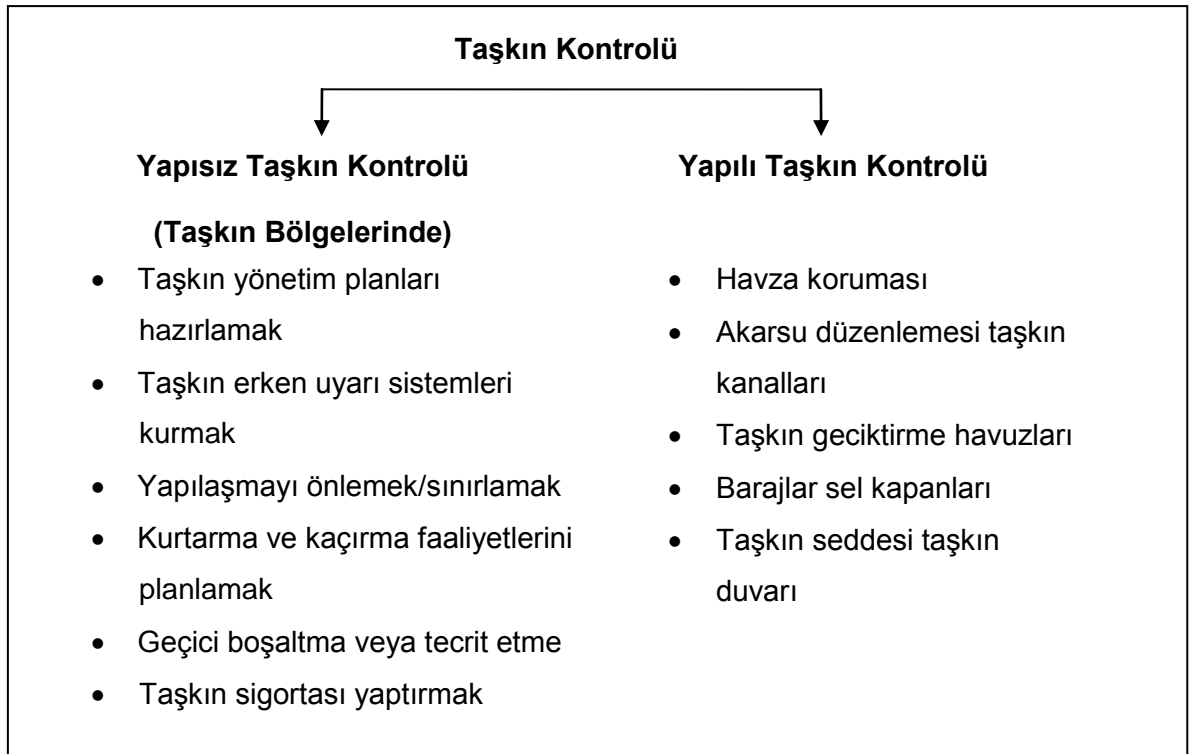 Taşkın Kontrolü
Yapısız Taşkın Kontrolü
(Taşkın Bölgelerinde)
• Taşkın yönetim planları
hazırlamak
• Taşkın erken uyarı sistemleri
kurmak
• Yapılaşmayı önlemek/sınırlamak
• Kurtarma ve kaçırma faaliyetlerini
planlamak
• Geçici boşaltma veya tecrit etme
• Taşkın sigortası yaptırmak
Yapılı Taşkın Kontrolü
• Havza koruması
• Akarsu düzenlemesi taşkın
kanalları
• Taşkın geciktirme havuzları
• Barajlar sel kapanları
• Taşkın seddesi taşkın
duvarı